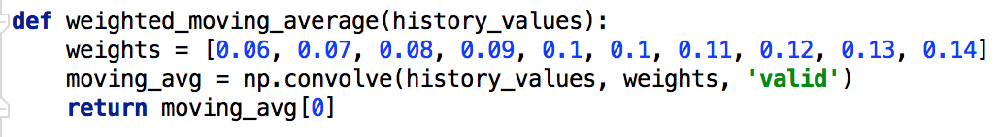 def weighted_moving_average(history_values):
    weights = [0.06, 0.07, 0.08, 0.09, 0.1, 0.1, 0.11, 0.12, 0.13, 0.14]
    moving_avg = np.convolve(history_values, weights, 'valid')
    return moving_avg[0]